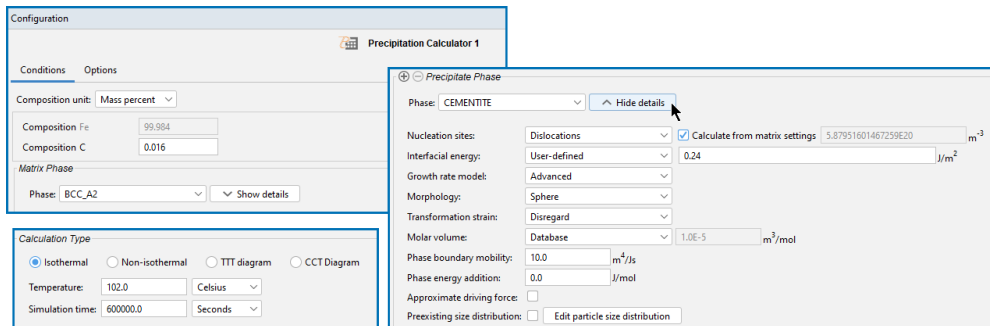 Configuration
Precipitation Calculator 1
Conditions Options
Composition unit: Mass percent
Composition Fe 99.984
Composition C 0.016
Matrix Phase
Phase: BCC_A2 Show details
Calculation Type
Isothermal Non-isothermal TTT diagram CCT Diagram
Temperature: 102.0 Celsius
Simulation time: 600000.0 Seconds
Precipitate Phase
Phase: CEMENTITE Hide details
Nucleation sites: Dislocations Calculate from matrix settings 5.87951601467259E20 m^-3
Interfacial energy: User-defined 0.24 J/m^2
Growth rate model: Advanced
Morphology: Sphere
Transformation strain: Disregard
Molar volume: Database 1.0E-5 m^3/mol
Phase boundary mobility: 10.0 m^4/Js
Phase energy addition: 0.0 J/mol
Approximate driving force:
Preexisting size distribution: Edit particle size distribution